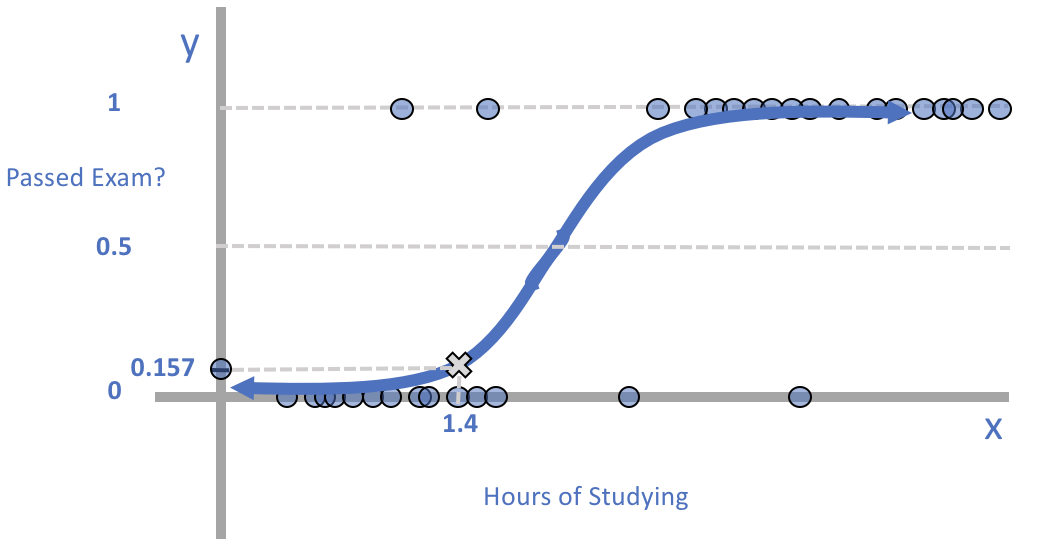 y
1
Passed Exam?
0.5
0.157
0
1.4
x
Hours of Studying